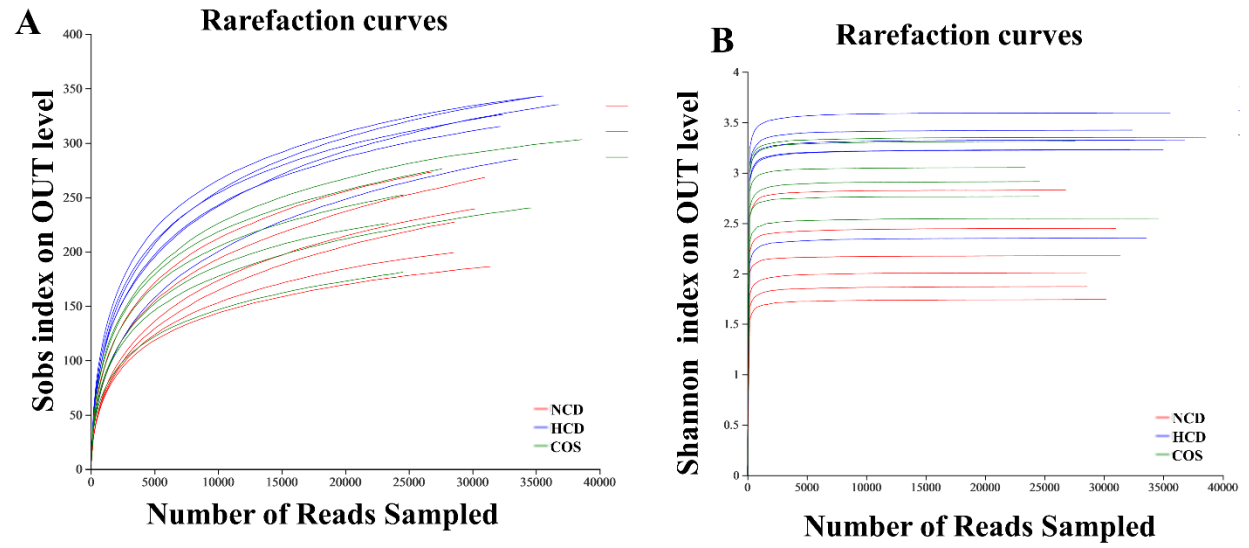 A
Rarefaction curves
Sobs index on OUT level
400
350
300
250
200
150
100
50
0
0 5000 10000 15000 20000 25000 30000 35000 40000
NCD
HCD
COS
Number of Reads Sampled
B
Rarefaction curves
Shannon index on OUT level
4
3.5
3
2.5
2
1.5
1
0.5
0
0 5000 10000 15000 20000 25000 30000 35000 40000
NCD
HCD
COS
Number of Reads Sampled